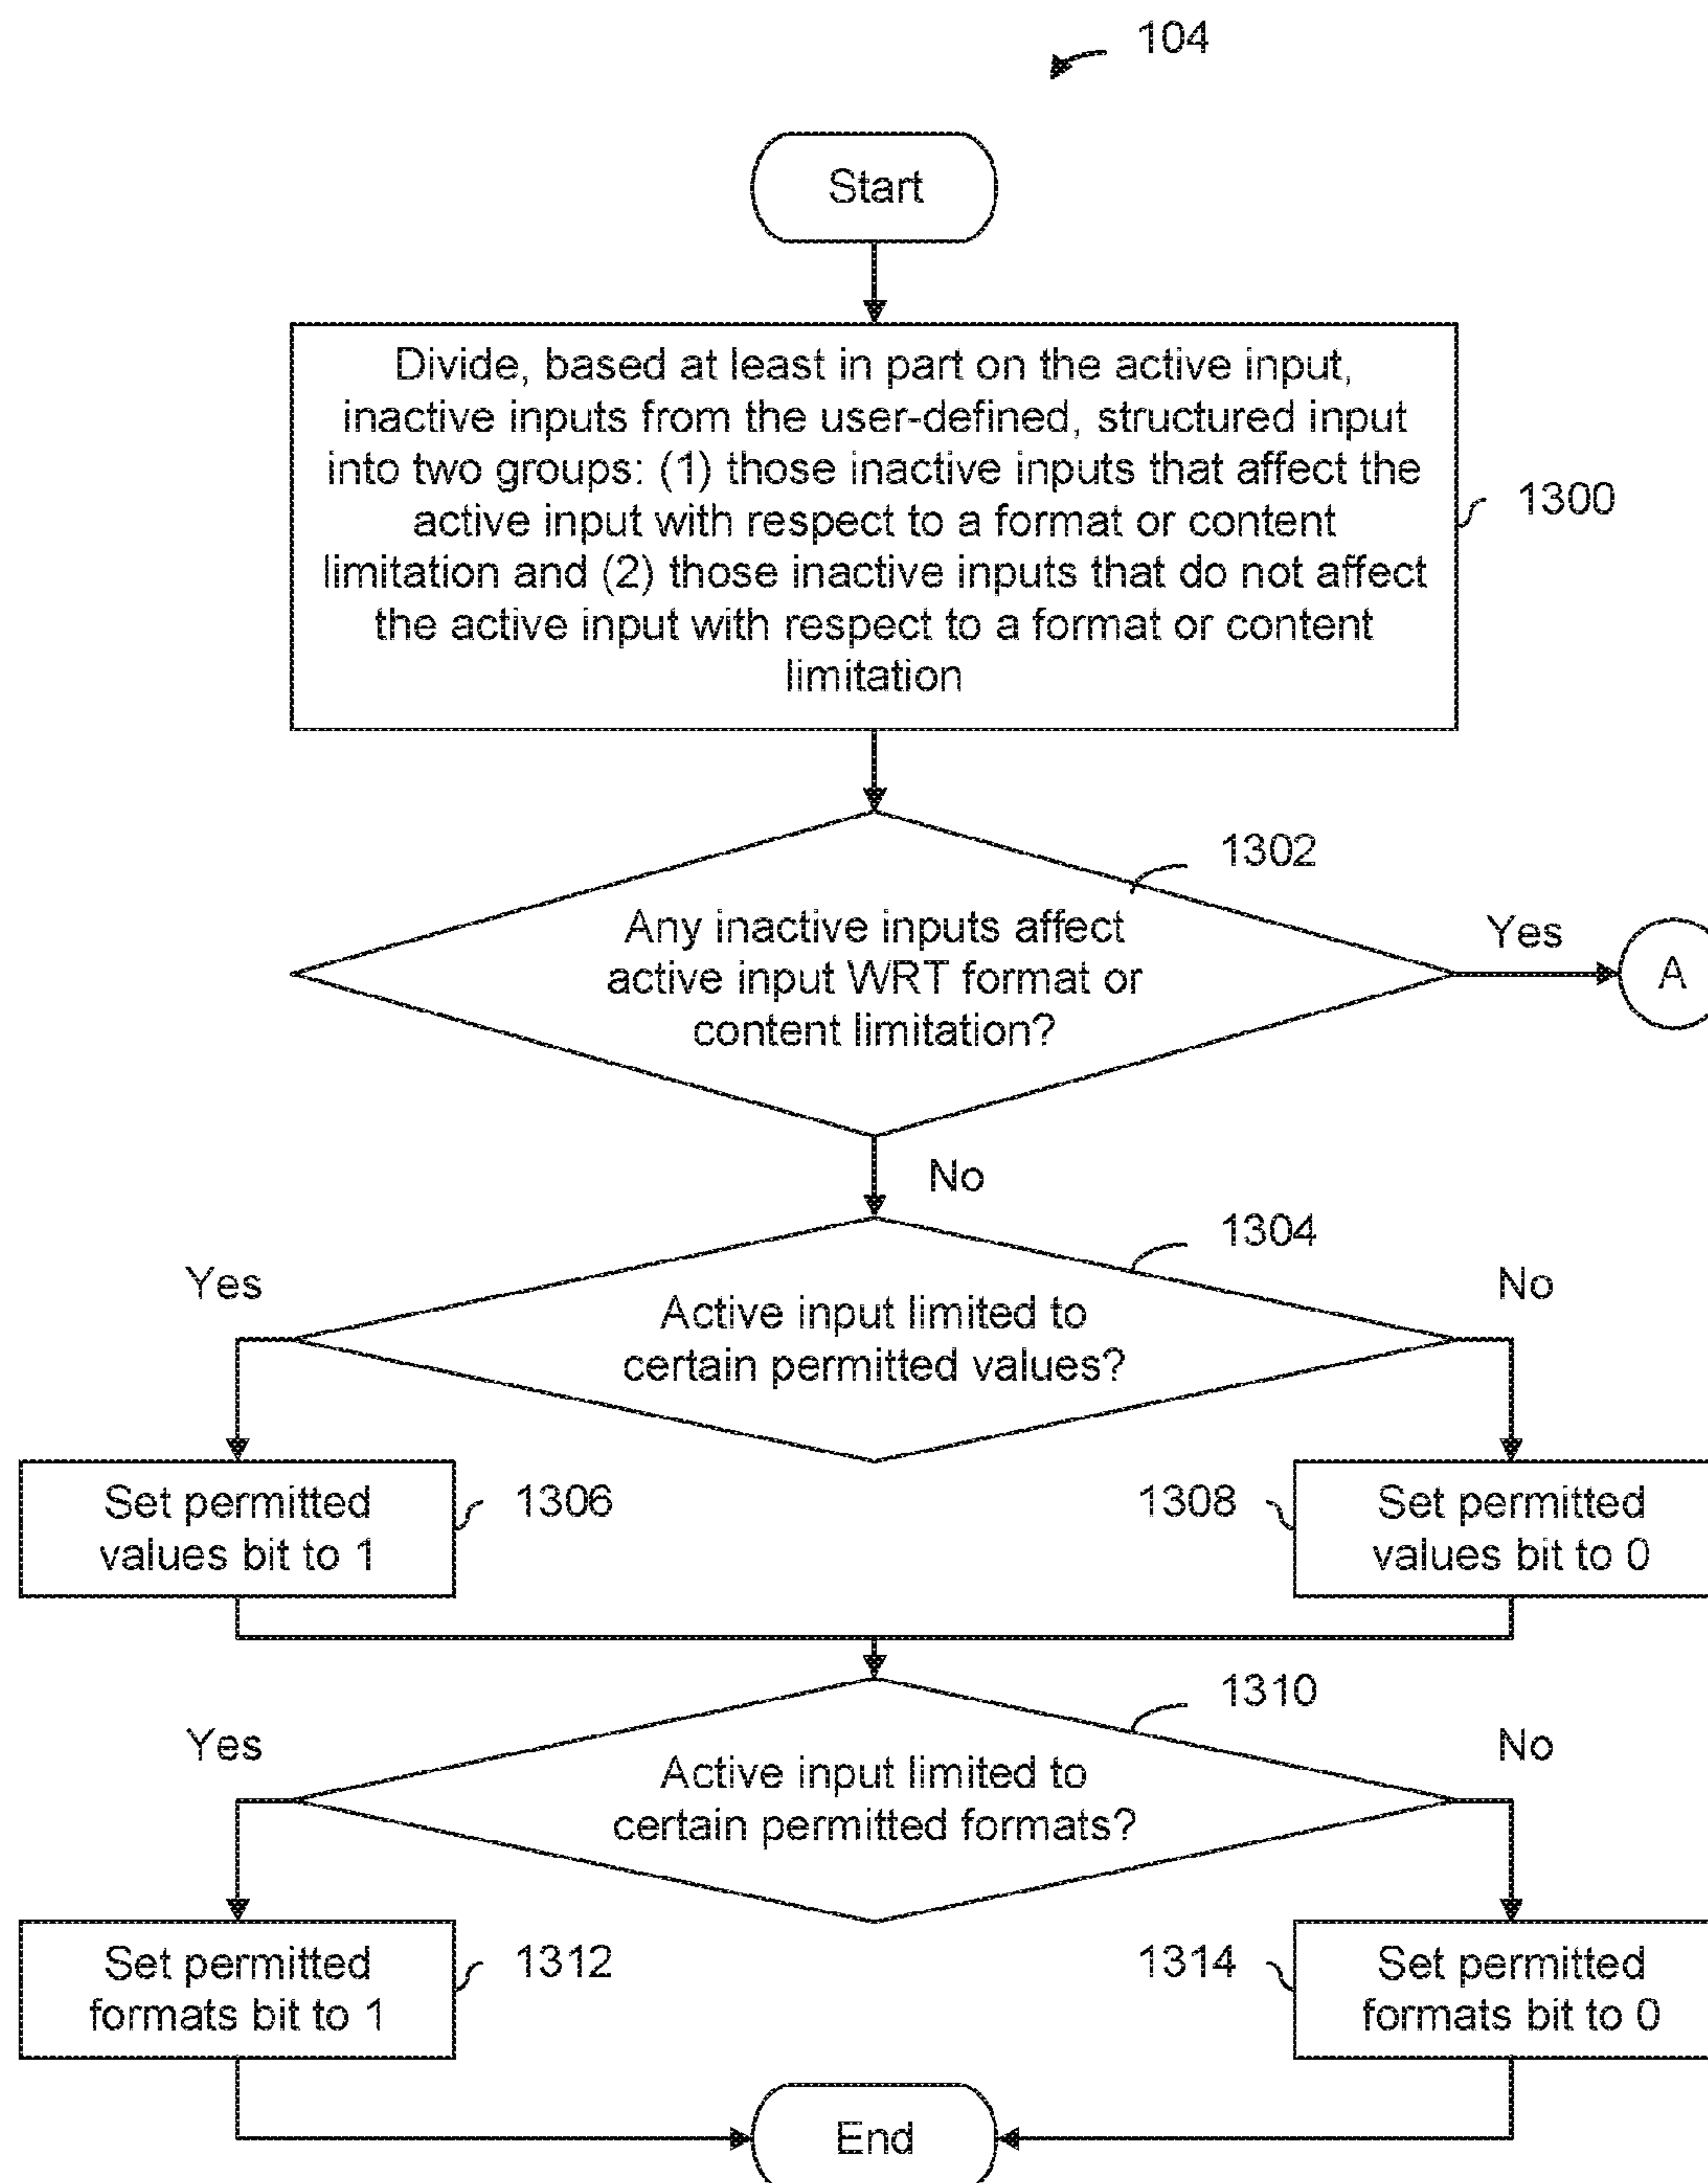 104
Start
Divide, based at least in part on the active input,
inactive inputs from the user-defined, structured input
into two groups: (1) those inactive inputs that affect the
active input with respect to a format or content
limitation and (2) those inactive inputs that do not affect
the active input with respect to a format or content
limitation
1300
1302
Any inactive inputs affect
active input WRT format or
content limitation?
Yes
A
No
1304
Yes
No
Active input limited to
certain permitted values?
Set permitted
values bit to 1
1306
1308
Set permitted
values bit to 0
1310
Yes
No
Active input limited to
certain permitted formats?
Set permitted
formats bit to 1
1312
1314
Set permitted
formats bit to 0
End